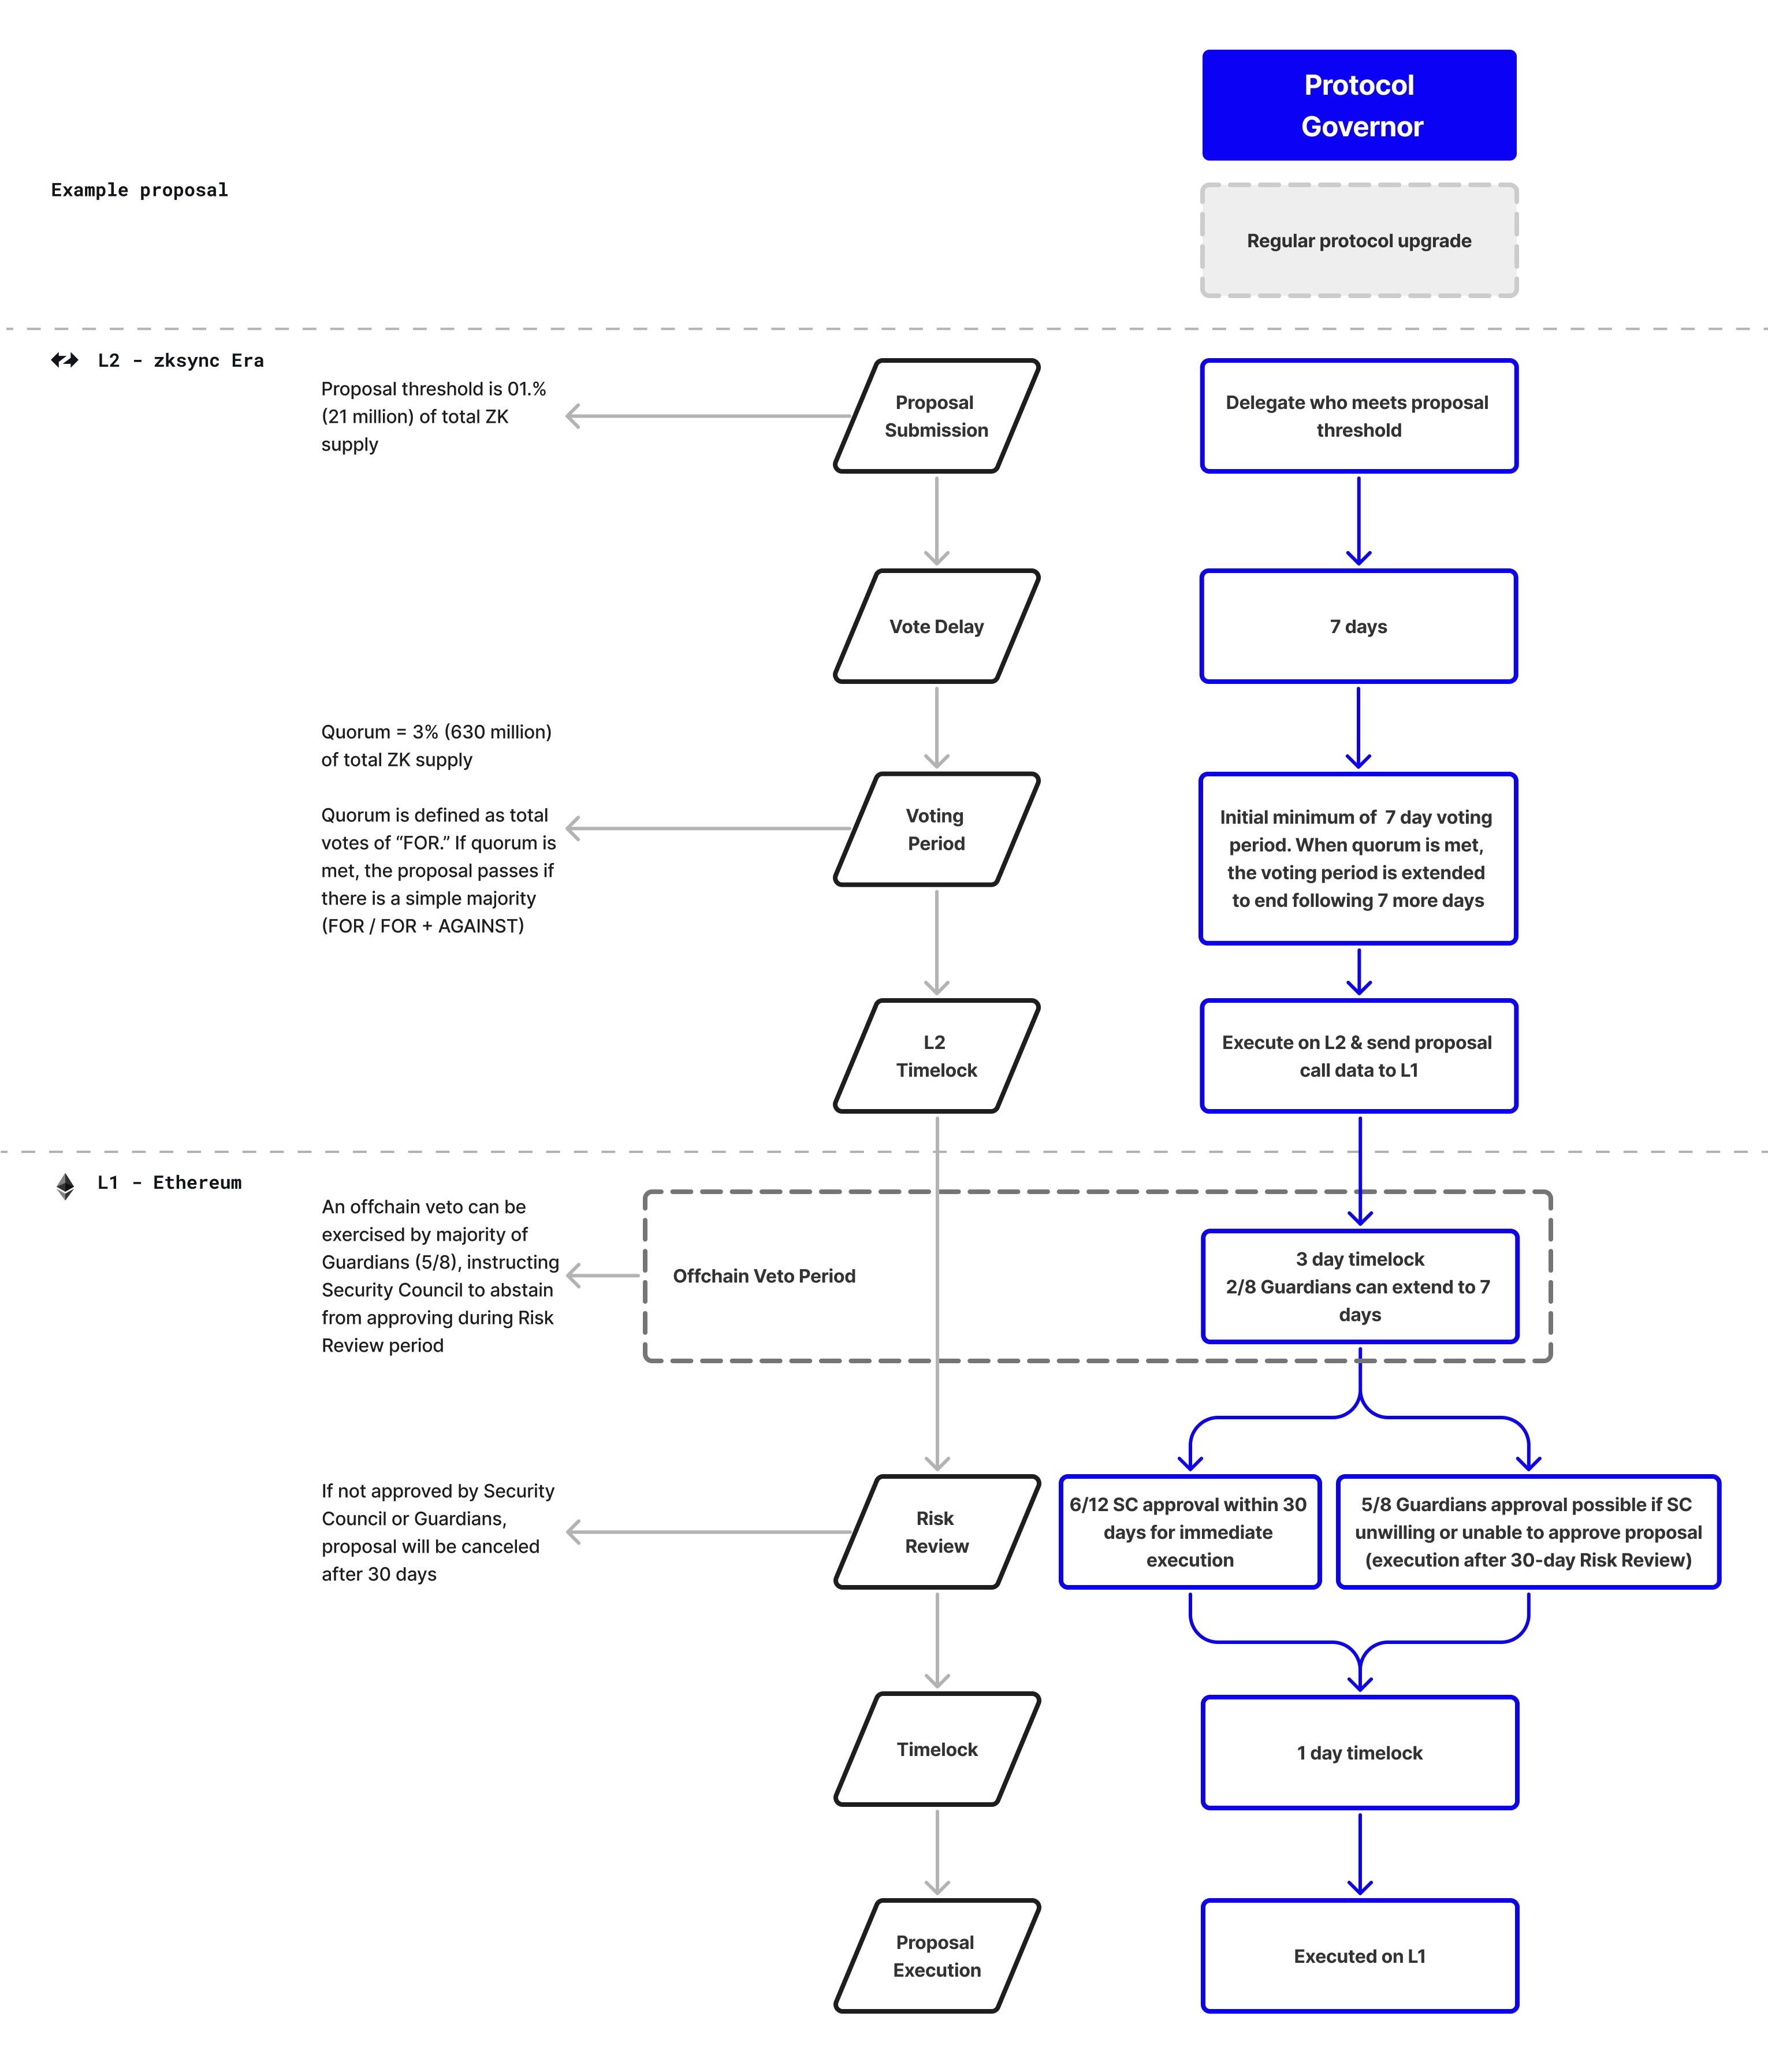 Protocol
Governor
Example proposal
Regular protocol upgrade
L2 - zksync Era
Proposal threshold is 01.%
(21 million) of total ZK
supply
Proposal
Submission
Delegate who meets proposal
threshold
Vote Delay
7 days
Quorum = 3% (630 million)
of total ZK supply
Quorum is defined as total
votes of “FOR.” If quorum is
met, the proposal passes if
there is a simple majority
(FOR / FOR + AGAINST)
Voting
Period
Initial minimum of 7 day voting
period. When quorum is met,
the voting period is extended
to end following 7 more days
L2
Timelock
Execute on L2 & send proposal
call data to L1
L1 - Ethereum
An offchain veto can be
exercised by majority of
Guardians (5/8), instructing
Security Council to abstain
from approving during Risk
Review period
Offchain Veto Period
3 day timelock
2/8 Guardians can extend to 7
days
If not approved by Security
Council or Guardians,
proposal will be canceled
after 30 days
Risk
Review
6/12 SC approval within 30
days for immediate
execution
5/8 Guardians approval possible if SC
unwilling or unable to approve proposal
(execution after 30-day Risk Review)
Timelock
1 day timelock
Proposal
Execution
Executed on L1